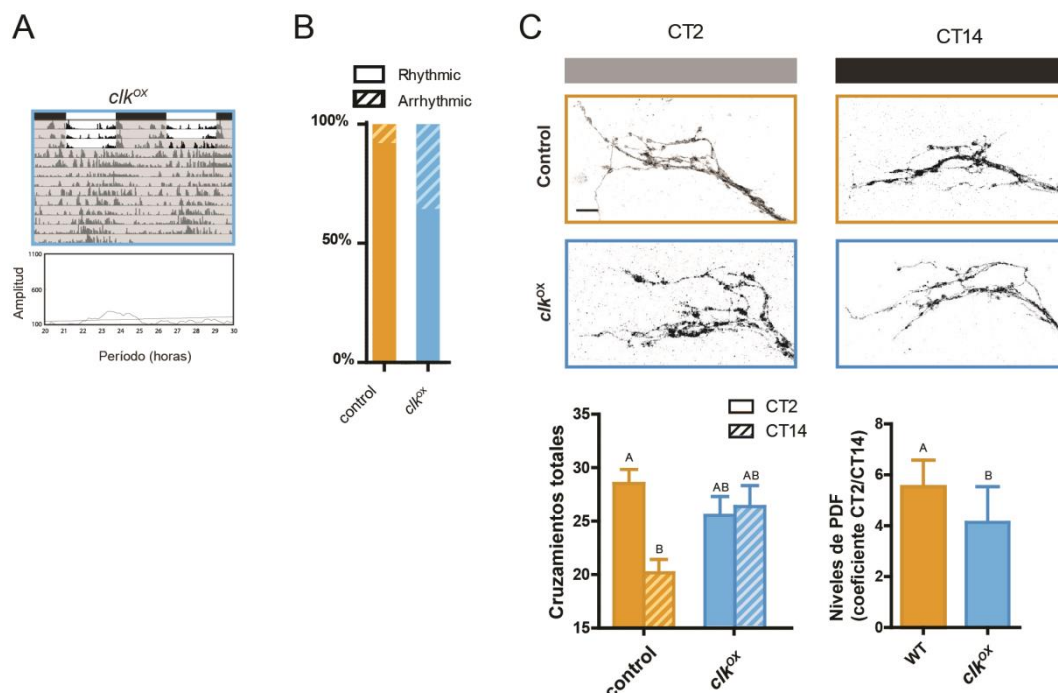 A
clk^ox
Amplitud
1100
600
100
20 21 22 23 24 25 26 27 28 29 30
Período (horas)
B
Rhythmic
Arrhythmic
100%
50%
0%
control
clk^ox
C
CT2
CT14
Control
clk^ox
Cruzamientos totales
35
30
25
20
15
CT2
CT14
A
B
AB
AB
control
clk^ox
Niveles de PDF
(coeficiente CT2/CT14)
8
6
4
2
0
A
B
WT
clk^ox